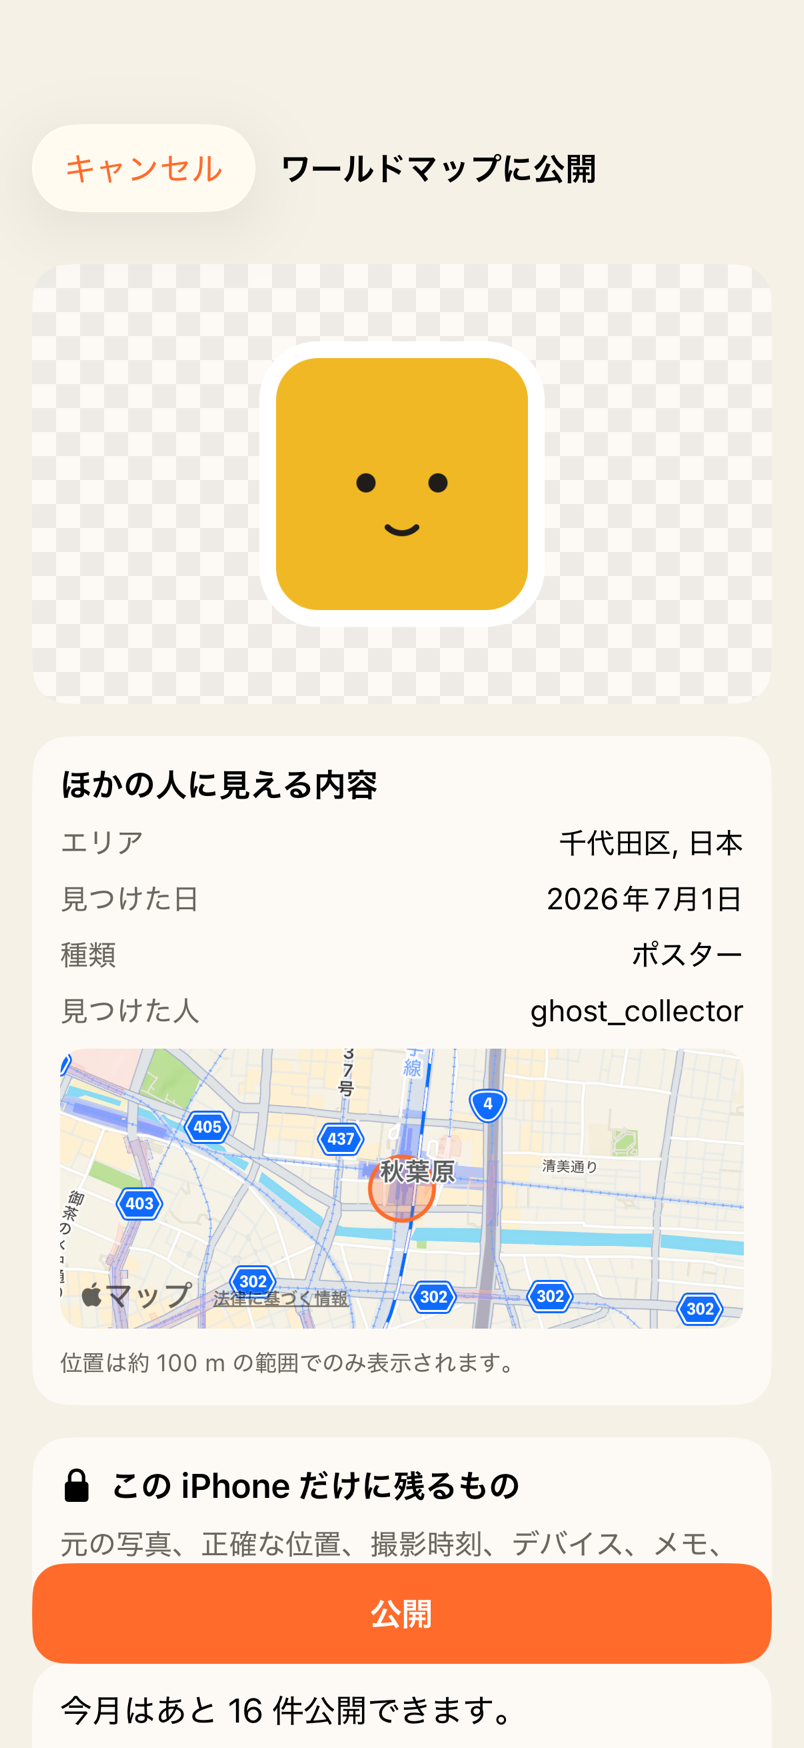 キャンセル
ワールドマップに公開
ほかの人に見える内容
エリア 千代田区, 日本
見つけた日 2026年7月1日
種類 ポスター
見つけた人 ghost_collector
37号
4
405
437
秋葉原
清美通り
403
302
マップ
法律に基づく情報
302
302
302
位置は約 100 m の範囲でのみ表示されます。
この iPhone だけに残るもの
元の写真、正確な位置、撮影時刻、デバイス、メモ、
公開
今月はあと 16 件公開できます。